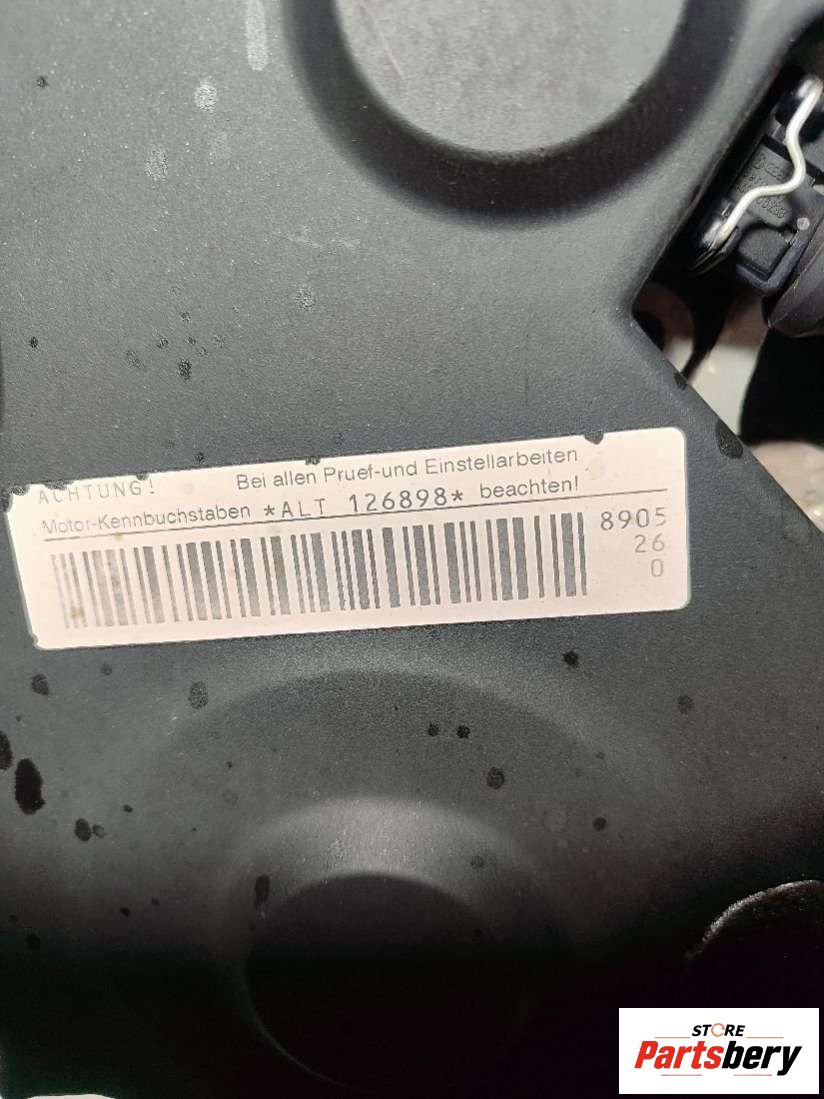 ACHTUNG! Bei allen Pruef-und Einstellarbeiten
Motor-Kennbuchstaben *ALT 126898* beachten!
8905
26
0
STORE
Partsbery